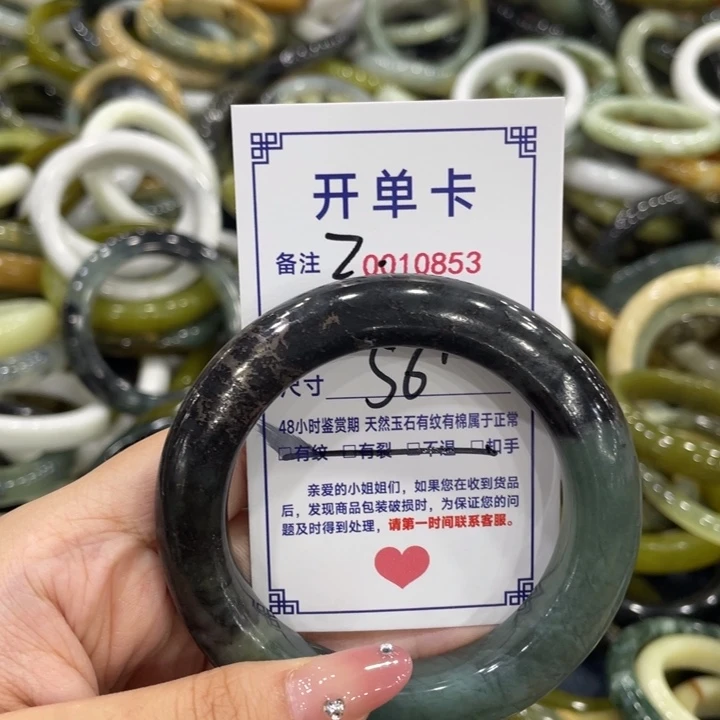 开单卡
备注 Z. 0010853
尺寸 56
48小时鉴赏期 天然玉石有纹有棉属于正常
□有纹 □有裂 □不退 □扣手
亲爱的小姐姐们，如果您在收到货品
后，发现商品包装破损时，为保证您的问
题及时得到处理，请第一时间联系客服。